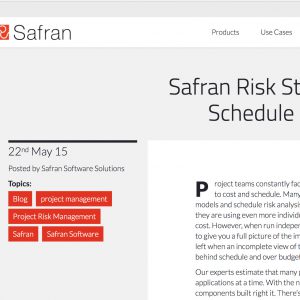 Safran
Products Use Cases
Safran Risk St
Schedule
22nd May 15
Posted by Safran Software Solutions
Topics:
Blog project management
Project Risk Management
Safran Safran Software
Project teams constantly fac
to cost and schedule. Many
models and schedule risk analysi
they are using even more individ
cost. However, when run indepen
to give you a full picture of the im
left when an incomplete view of t
behind schedule and over budget
Our experts estimate that many p
applications at a time. With the n
components built right it. There's